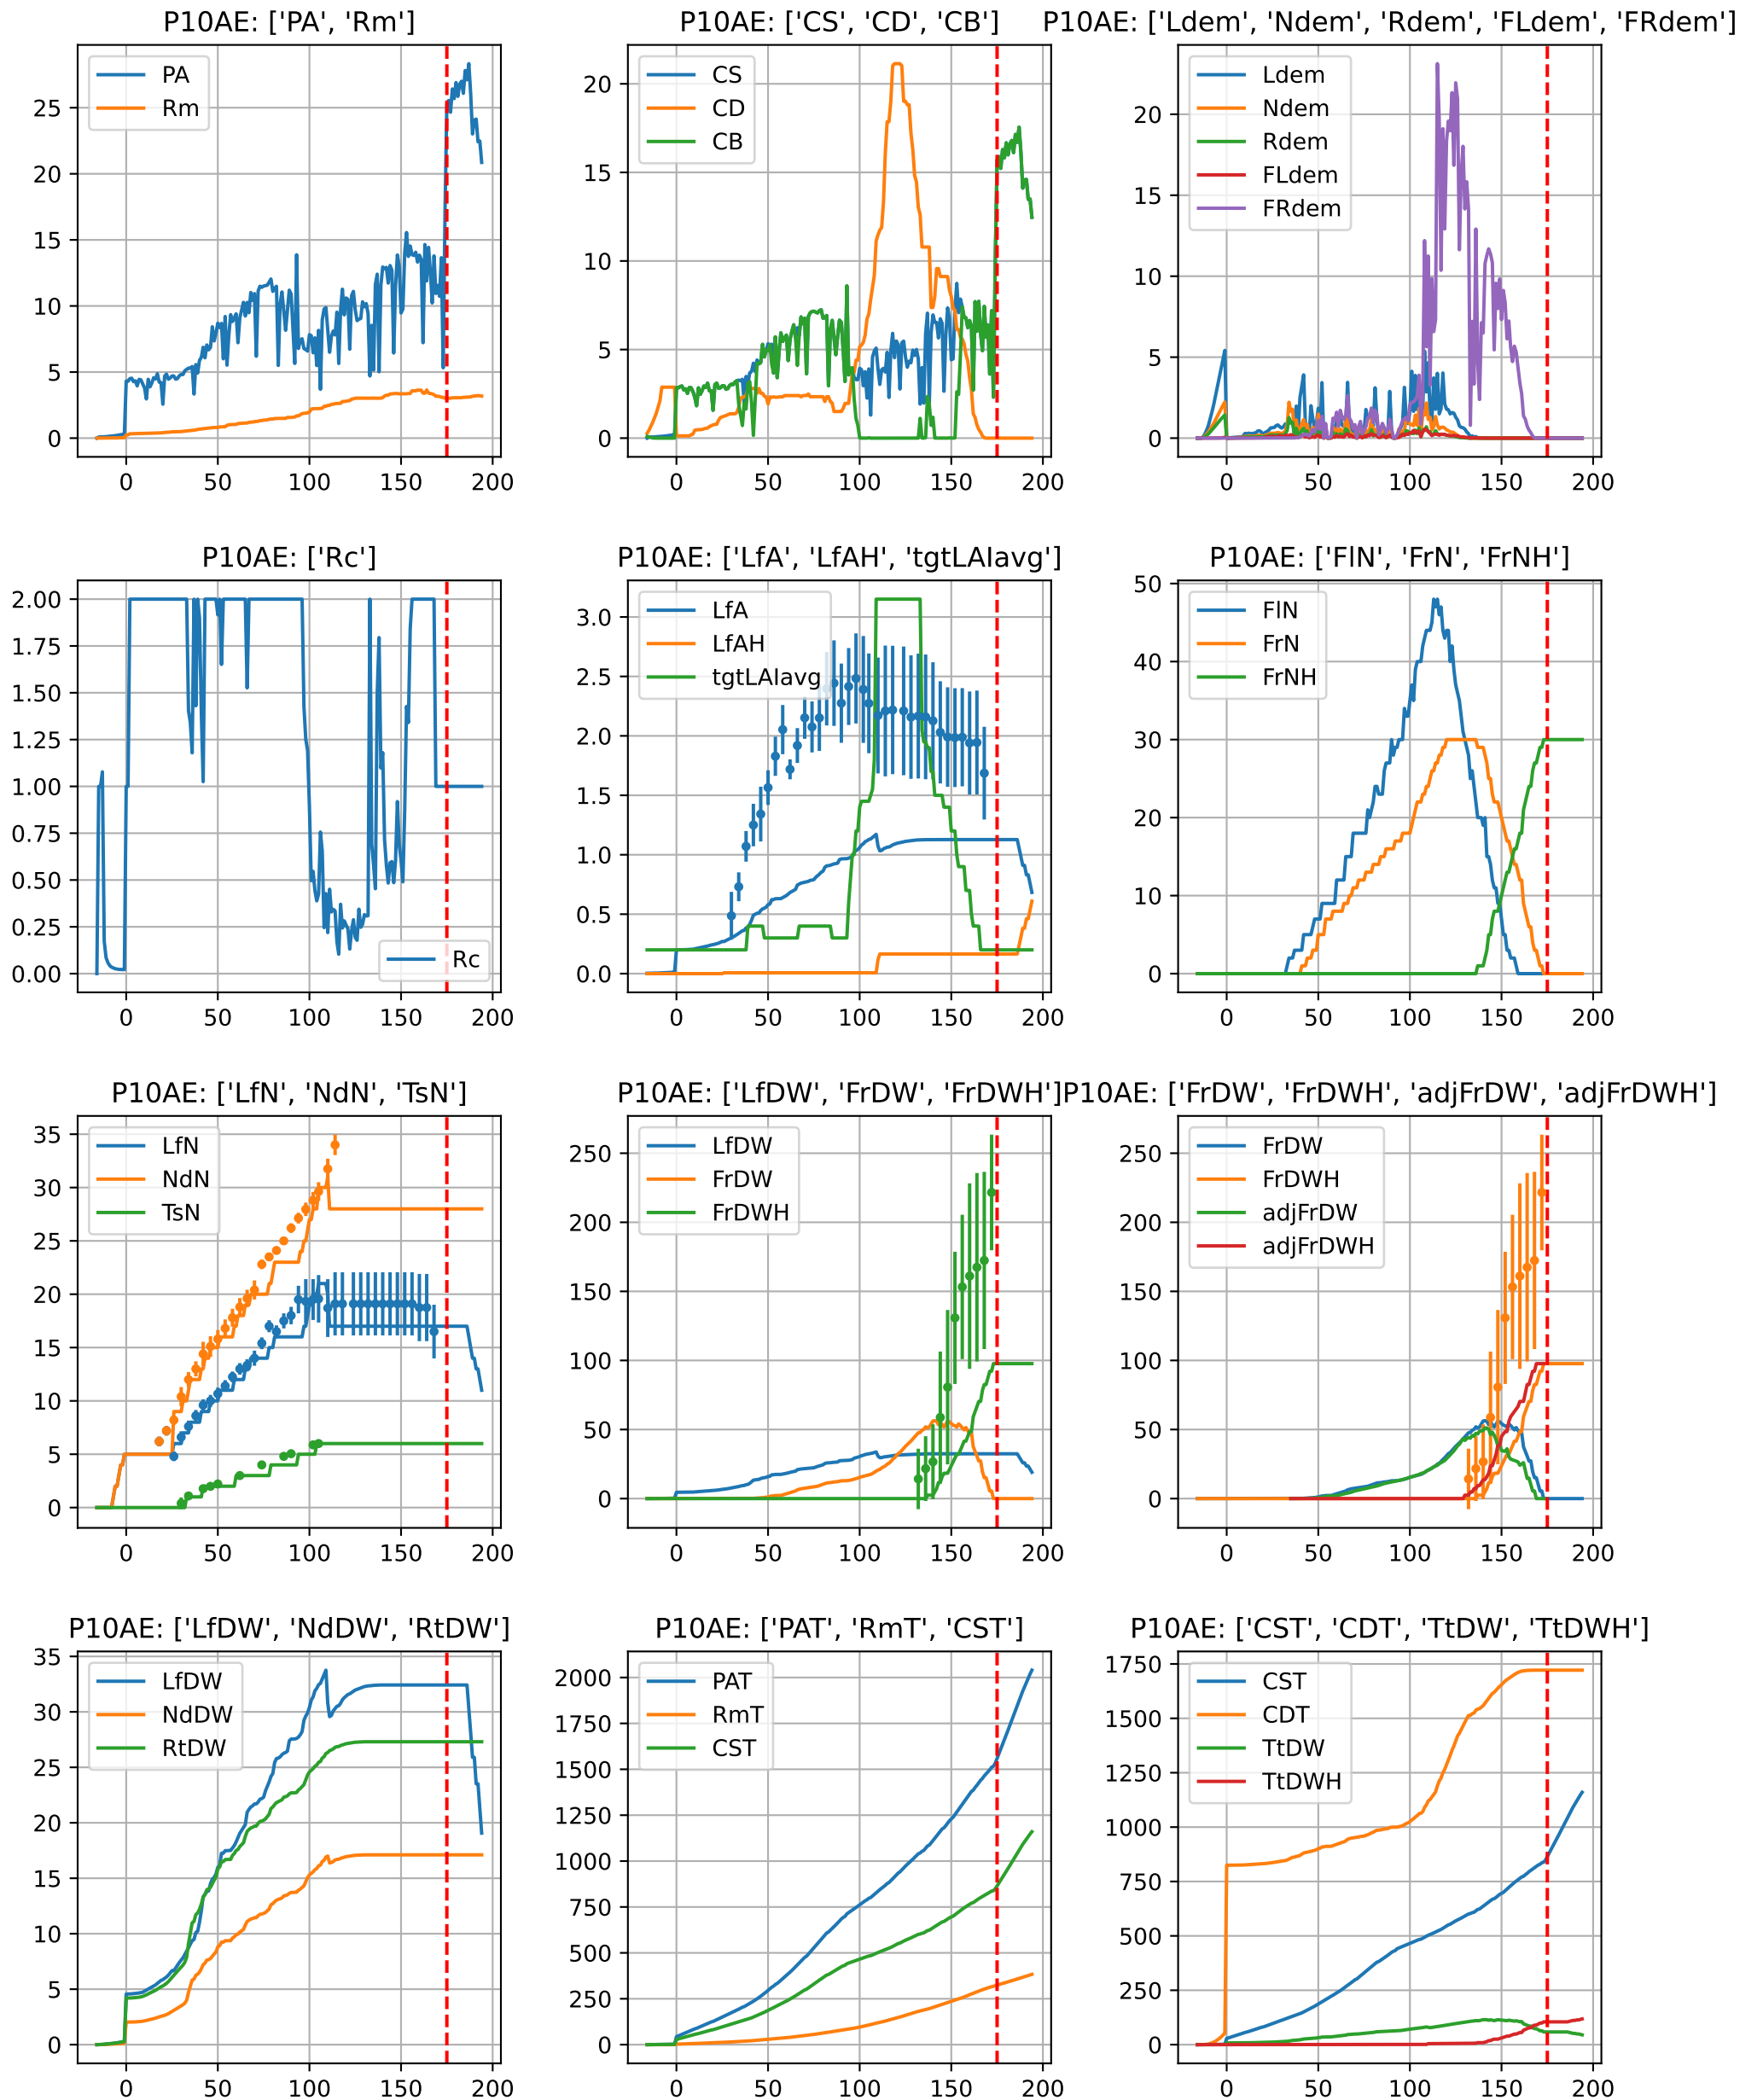 P10AE: ['PA', 'Rm']
PA
Rm
25
20
15
10
5
0
0 50 100 150 200
P10AE: ['CS', 'CD', 'CB']
CS
CD
CB
20
15
10
5
0
0 50 100 150 200
P10AE: ['Ldem', 'Ndem', 'Rdem', 'FLdem', 'FRdem']
Ldem
Ndem
Rdem
FLdem
FRdem
20
15
10
5
0
0 50 100 150 200
P10AE: ['Rc']
2.00
1.75
1.50
1.25
1.00
0.75
0.50
0.25
0.00
Rc
0 50 100 150 200
P10AE: ['LfA', 'LfAH', 'tgtLAIavg']
LfA
LfAH
tgtLAIavg
3.0
2.5
2.0
1.5
1.0
0.5
0.0
0 50 100 150 200
P10AE: ['FlN', 'FrN', 'FrNH']
FlN
FrN
FrNH
50
40
30
20
10
0
0 50 100 150 200
P10AE: ['LfN', 'NdN', 'TsN']
LfN
NdN
TsN
35
30
25
20
15
10
5
0
0 50 100 150 200
P10AE: ['LfDW', 'FrDW', 'FrDWH']
LfDW
FrDW
FrDWH
250
200
150
100
50
0
0 50 100 150 200
P10AE: ['FrDW', 'FrDWH', 'adjFrDW', 'adjFrDWH']
FrDW
FrDWH
adjFrDW
adjFrDWH
250
200
150
100
50
0
0 50 100 150 200
P10AE: ['LfDW', 'NdDW', 'RtDW']
LfDW
NdDW
RtDW
35
30
25
20
15
10
5
0
0 50 100 150 200
P10AE: ['PAT', 'RmT', 'CST']
PAT
RmT
CST
2000
1750
1500
1250
1000
750
500
250
0
0 50 100 150 200
P10AE: ['CST', 'CDT', 'TtDW', 'TtDWH']
CST
CDT
TtDW
TtDWH
1750
1500
1250
1000
750
500
250
0
0 50 100 150 200